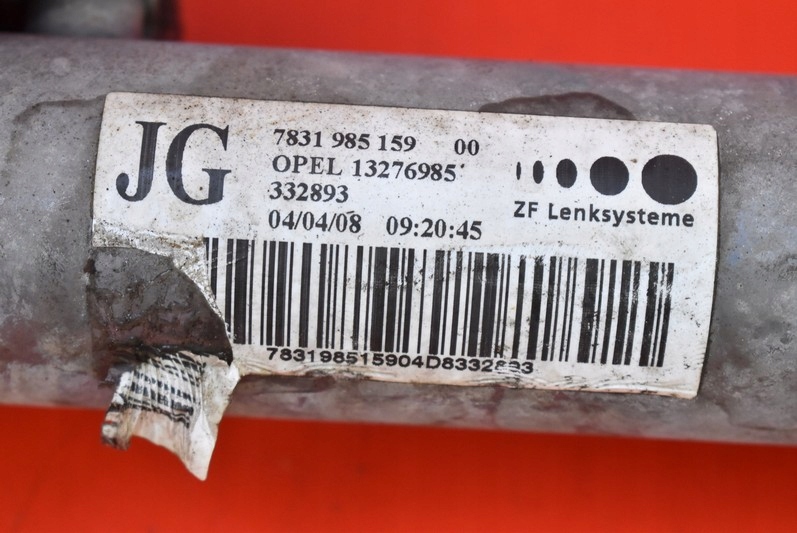 JG
7831 985 159 00
OPEL 13276985
332893
04/04/08 09:20:45
ZF Lenksysteme
783198515904D8332893